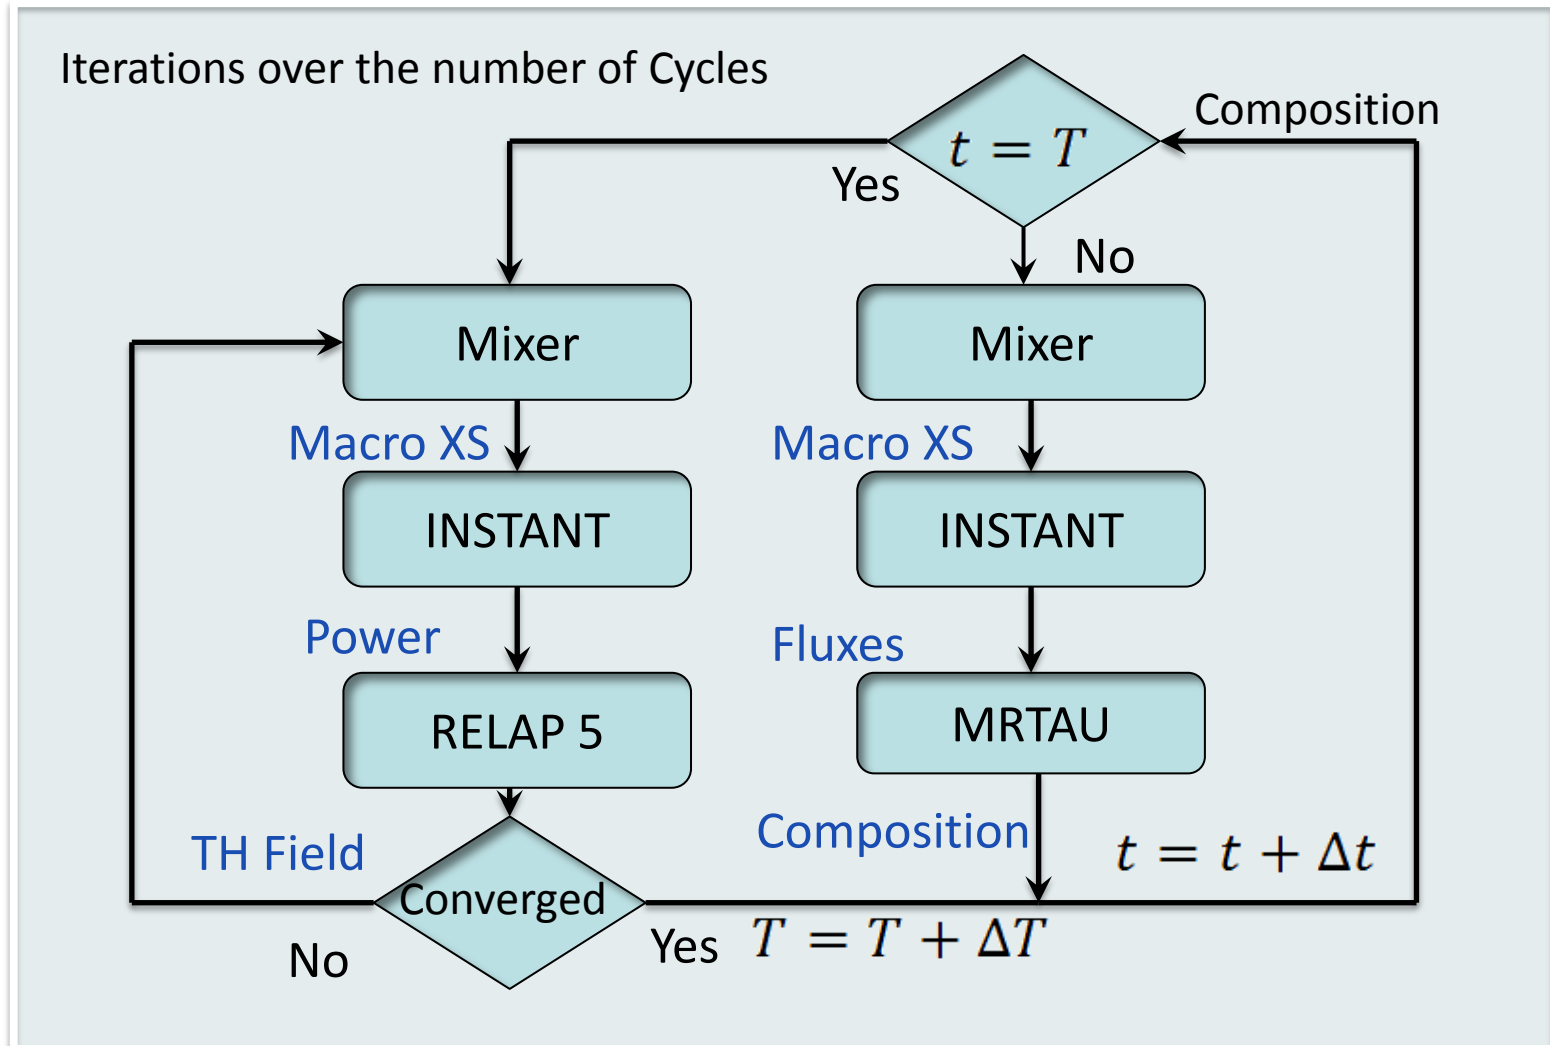 Iterations over the number of Cycles
Composition
t = T
Yes
No
Mixer
Mixer
Macro XS
Macro XS
INSTANT
INSTANT
Power
Fluxes
RELAP 5
MRTAU
TH Field
Composition
t = t + Δt
Converged
No
Yes
T = T + ΔT